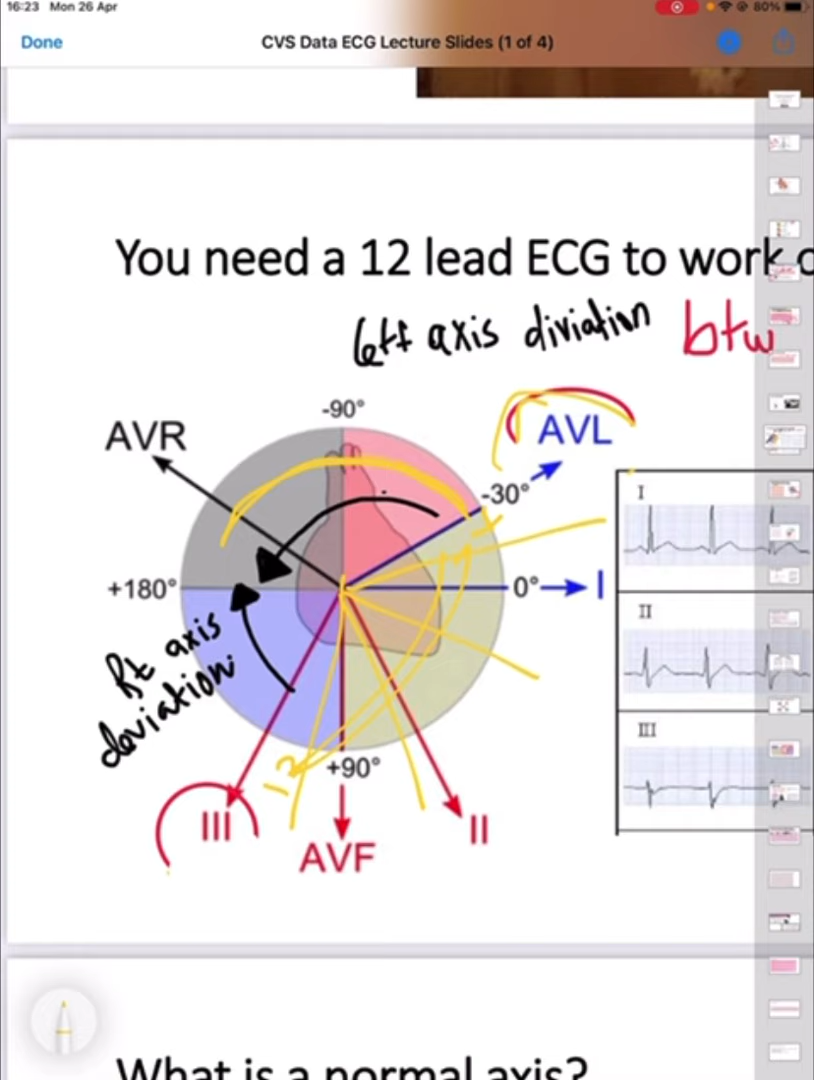 16:23 Mon 26 Apr
80%
Done
CVS Data ECG Lecture Slides (1 of 4)
You need a 12 lead ECG to work
left axis diviation btw
-90°
AVR
AVL
-30°
I
+180°
0°
I
II
Rt axis
deviation
III
+90°
III
II
AVF
What is a normal axis?